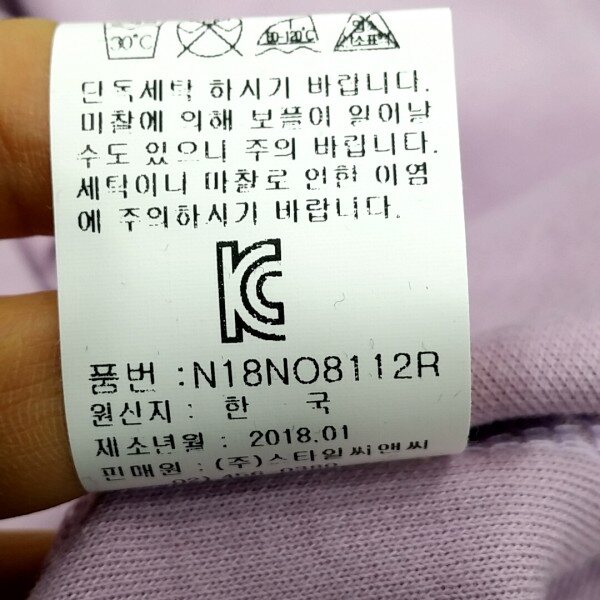 30℃ 80~120℃
단독세탁 하시기 바랍니다.
마찰에 의해 보풀이 일어날
수도 있으니 주의 바랍니다.
세탁이나 마찰로 인한 이염
에 주의하시기 바랍니다.
KC
품번 :N18NO8112R
원산지 : 한 국
제조년월 : 2018.01
판매원 : (주)스타일씨앤씨